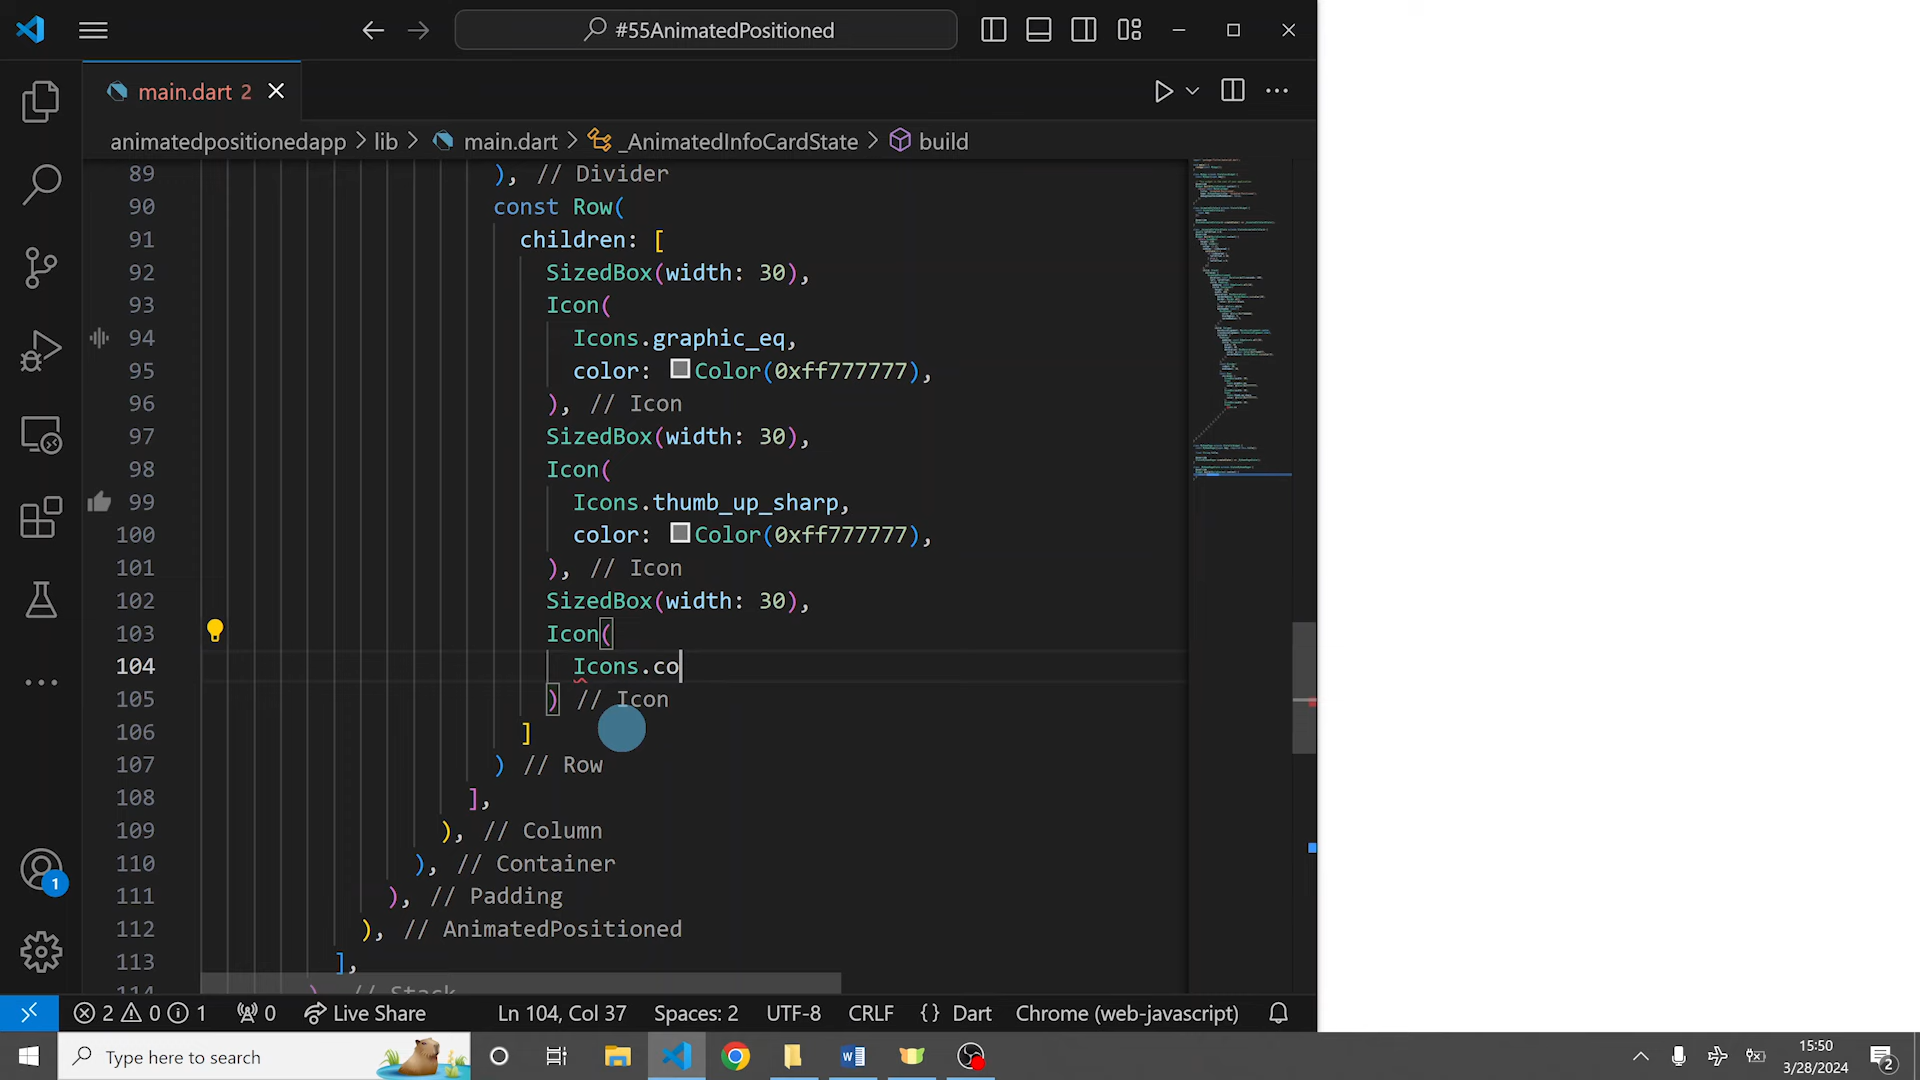 #55AnimatedPositioned
main.dart 2
animatedpositionedapp > lib > main.dart > _AnimatedInfoCardState > build
89 ), // Divider
90 const Row(
91 children: [
92 SizedBox(width: 30),
93 Icon(
94 Icons.graphic_eq,
95 color: Color(0xff777777),
96 ), // Icon
97 SizedBox(width: 30),
98 Icon(
99 Icons.thumb_up_sharp,
100 color: Color(0xff777777),
101 ), // Icon
102 SizedBox(width: 30),
103 Icon(
104 Icons.co
105 ) // Icon
106 ]
107 ) // Row
108 ],
109 ), // Column
110 ), // Container
111 ), // Padding
112 ), // AnimatedPositioned
113 ],
114 ) // Stack
1
2 0 1 0 Live Share Ln 104, Col 37 Spaces: 2 UTF-8 CRLF {} Dart Chrome (web-javascript)
Type here to search
15:50
3/28/2024
2